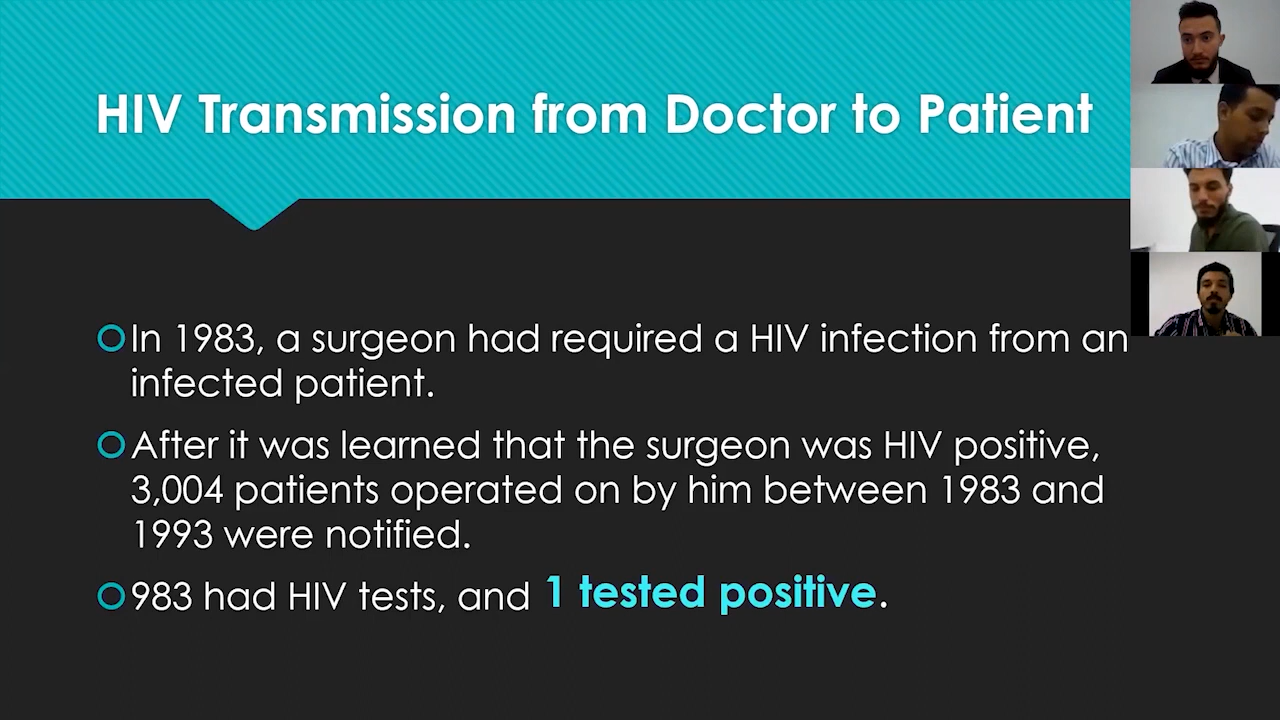 HIV Transmission from Doctor to Patient
In 1983, a surgeon had required a HIV infection from an
infected patient.
After it was learned that the surgeon was HIV positive,
3,004 patients operated on by him between 1983 and
1993 were notified.
983 had HIV tests, and 1 tested positive.